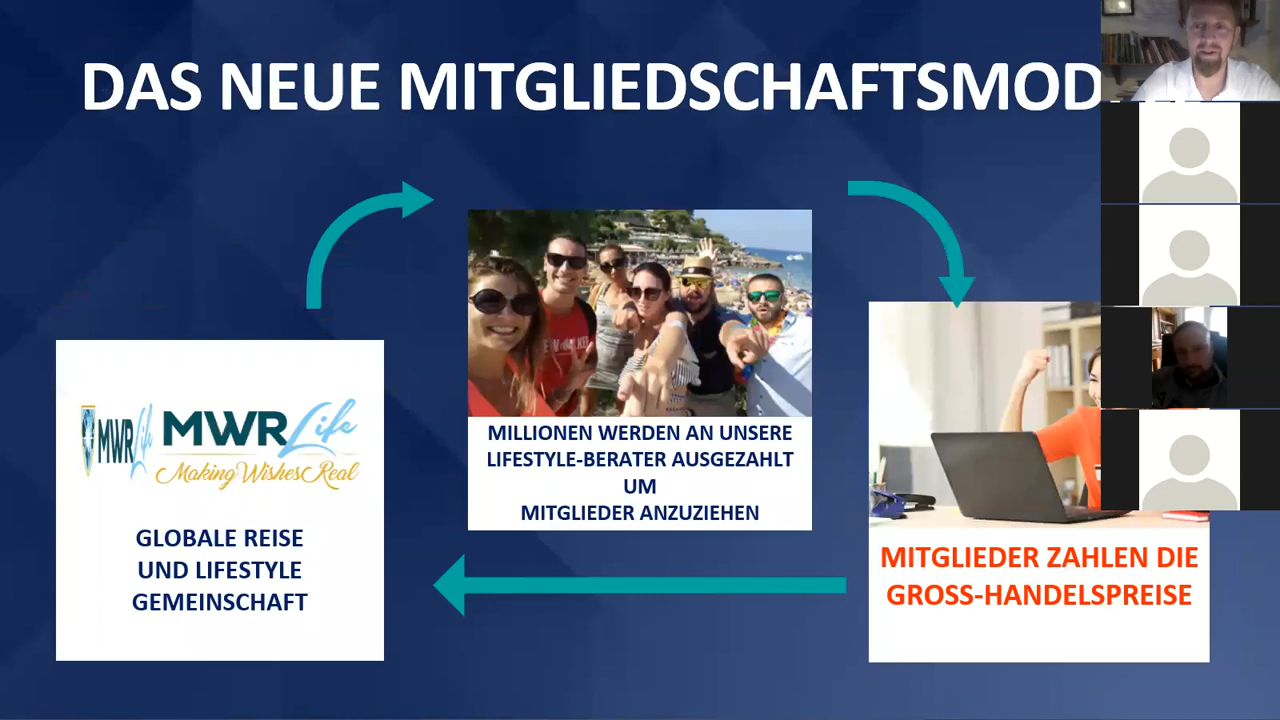 DAS NEUE MITGLIEDSCHAFTSMOD
MWR Life
MWR Life
Making Wishes Real
GLOBALE REISE
UND LIFESTYLE
GEMEINSCHAFT
MILLIONEN WERDEN AN UNSERE
LIFESTYLE-BERATER AUSGEZAHLT
UM
MITGLIEDER ANZUZIEHEN
MITGLIEDER ZAHLEN DIE
GROSS-HANDELSPREISE